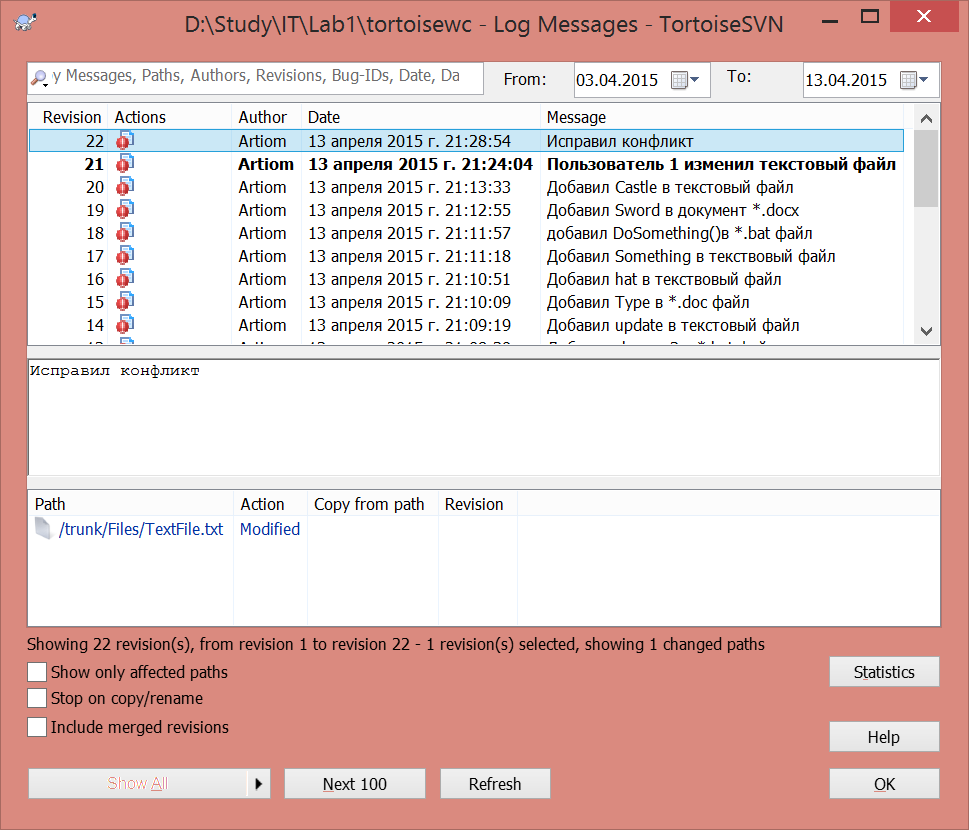 D:\Study\IT\Lab1\tortoisewc - Log Messages - TortoiseSVN
y Messages, Paths, Authors, Revisions, Bug-IDs, Date, Da From: 03.04.2015 To: 13.04.2015
Revision Actions Author Date Message
22 Artiom 13 апреля 2015 г. 21:28:54 Исправил конфликт
21 Artiom 13 апреля 2015 г. 21:24:04 Пользователь 1 изменил текстовый файл
20 Artiom 13 апреля 2015 г. 21:13:33 Добавил Castle в текстовый файл
19 Artiom 13 апреля 2015 г. 21:12:55 Добавил Sword в документ *.docx
18 Artiom 13 апреля 2015 г. 21:11:57 добавил DoSomething()в *.bat файл
17 Artiom 13 апреля 2015 г. 21:11:18 Добавил Something в текствовый файл
16 Artiom 13 апреля 2015 г. 21:10:51 Добавил hat в текствовый файл
15 Artiom 13 апреля 2015 г. 21:10:09 Добавил Type в *.doc файл
14 Artiom 13 апреля 2015 г. 21:09:19 Добавил update в текстовый файл
Исправил конфликт
Path Action Copy from path Revision
/trunk/Files/TextFile.txt Modified
Showing 22 revision(s), from revision 1 to revision 22 - 1 revision(s) selected, showing 1 changed paths
Show only affected paths
Statistics
Stop on copy/rename
Include merged revisions
Help
Show All Next 100 Refresh OK